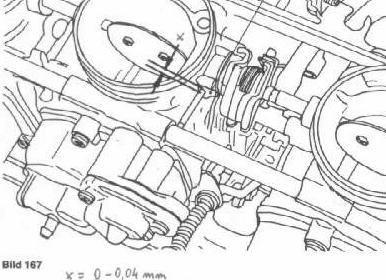 x
Bild 167
x = 0-0,04 mm